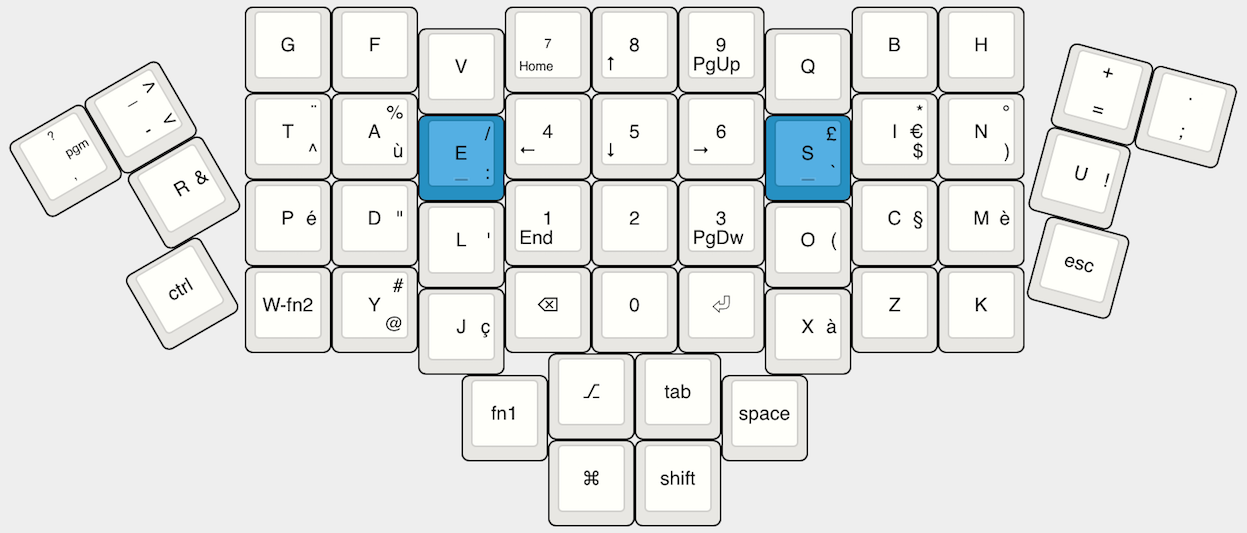 G F V 7 8 9 Q B H
Home ↑ PgUp
? _ > + .
pgm - < = ;
,
T ¨ A % E / 4 5 6 S £ I * N °
^ ù _ : ← ↓ → _ ` € )
$
R & U !
P é D " L ' 1 2 3 O ( C § M è
End PgDw
ctrl esc
W-fn2 Y # J ç ⌫ 0 ⏎ X à Z K
@
fn1 ⌥ tab space
⌘ shift